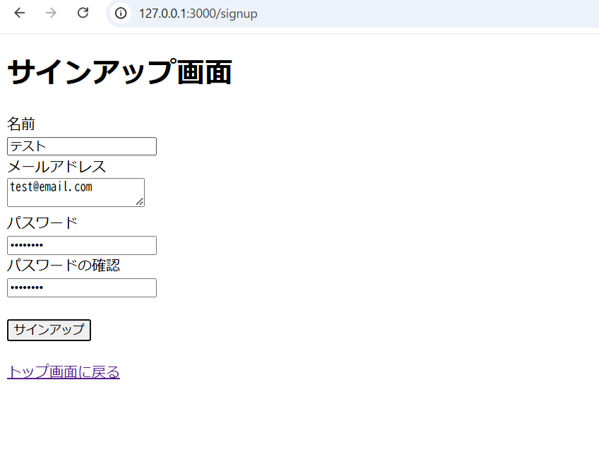 127.0.0.1:3000/signup
サインアップ画面
名前
テスト
メールアドレス
test@email.com
パスワード
••••••••
パスワードの確認
••••••••
サインアップ
トップ画面に戻る